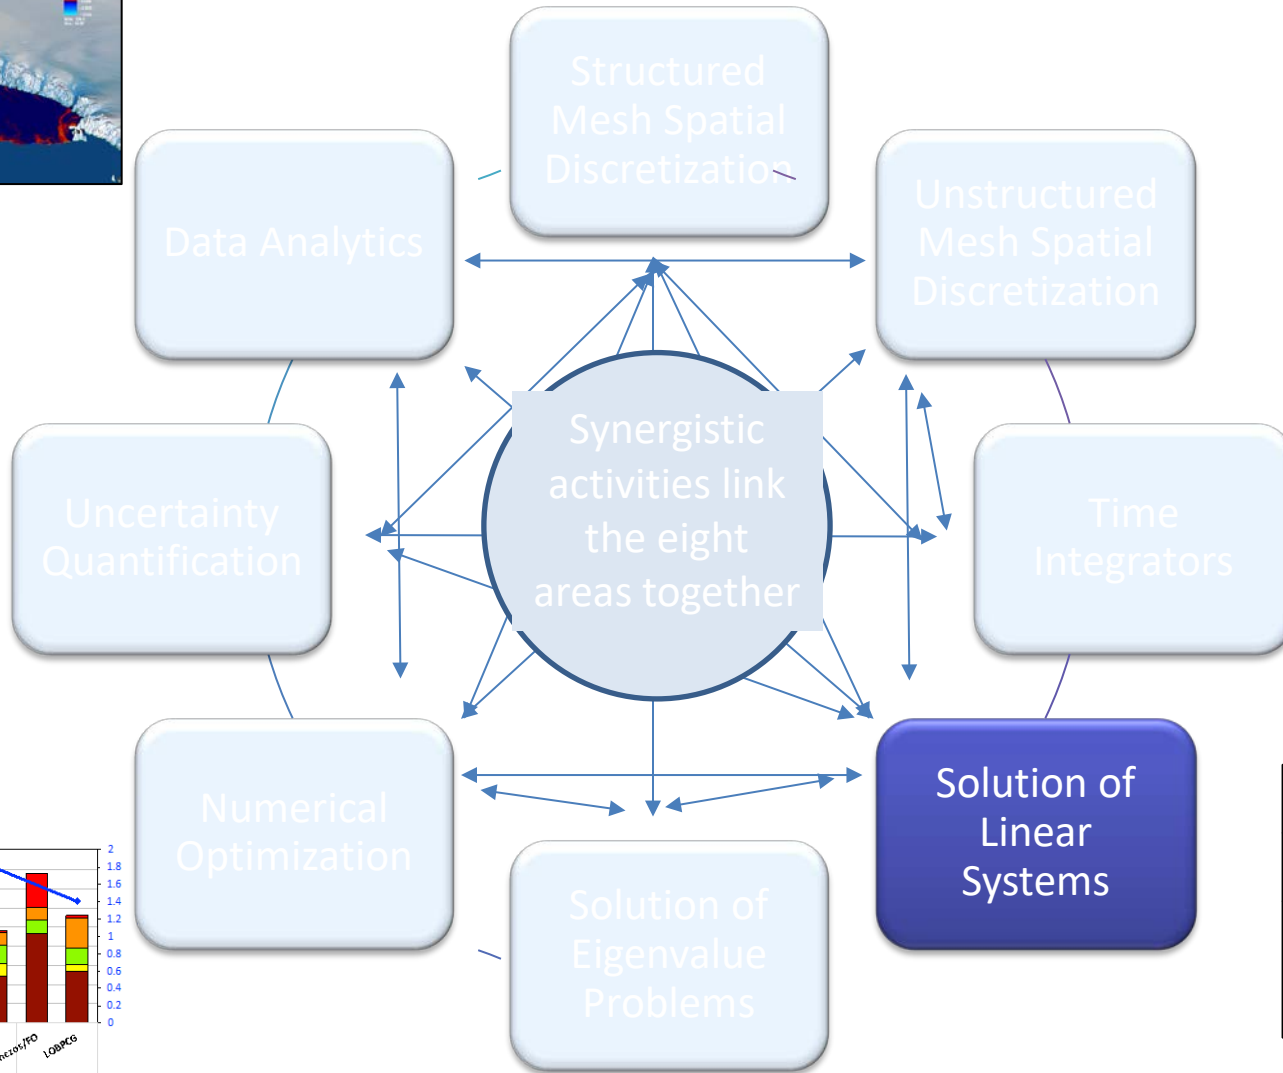 Structured
Mesh Spatial
Discretization
Data Analytics
Unstructured
Mesh Spatial
Discretization
Synergistic
activities link
the eight
areas together
Uncertainty
Quantification
Time
Integrators
Numerical
Optimization
Solution of
Linear
Systems
Solution of
Eigenvalue
Problems
2
1.8
1.6
1.4
1.2
1
0.8
0.6
0.4
0.2
0
LOBPCG